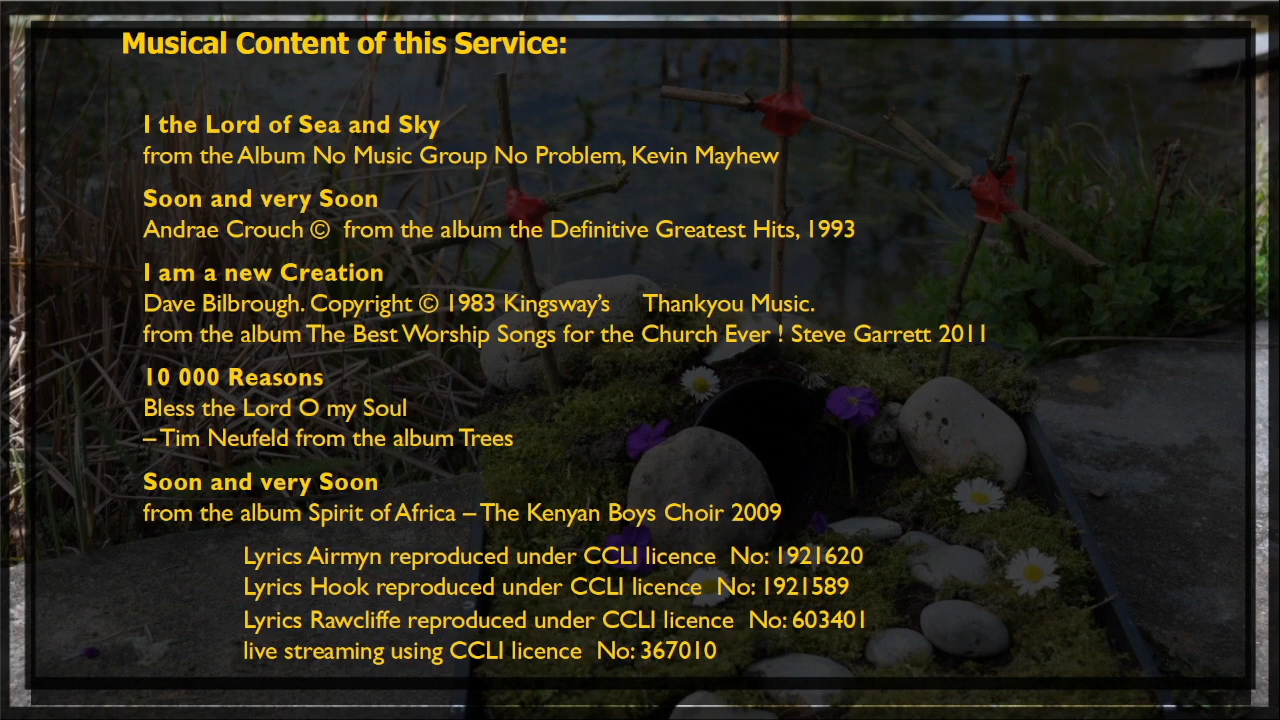 Musical Content of this Service:
I the Lord of Sea and Sky
from the Album No Music Group No Problem, Kevin Mayhew
Soon and very Soon
Andrae Crouch © from the album the Definitive Greatest Hits, 1993
I am a new Creation
Dave Bilbrough. Copyright © 1983 Kingsway’s Thankyou Music.
from the album The Best Worship Songs for the Church Ever ! Steve Garrett 2011
10 000 Reasons
Bless the Lord O my Soul
– Tim Neufeld from the album Trees
Soon and very Soon
from the album Spirit of Africa – The Kenyan Boys Choir 2009
Lyrics Airmyn reproduced under CCLI licence No: 1921620
Lyrics Hook reproduced under CCLI licence No: 1921589
Lyrics Rawcliffe reproduced under CCLI licence No: 603401
live streaming using CCLI licence No: 367010